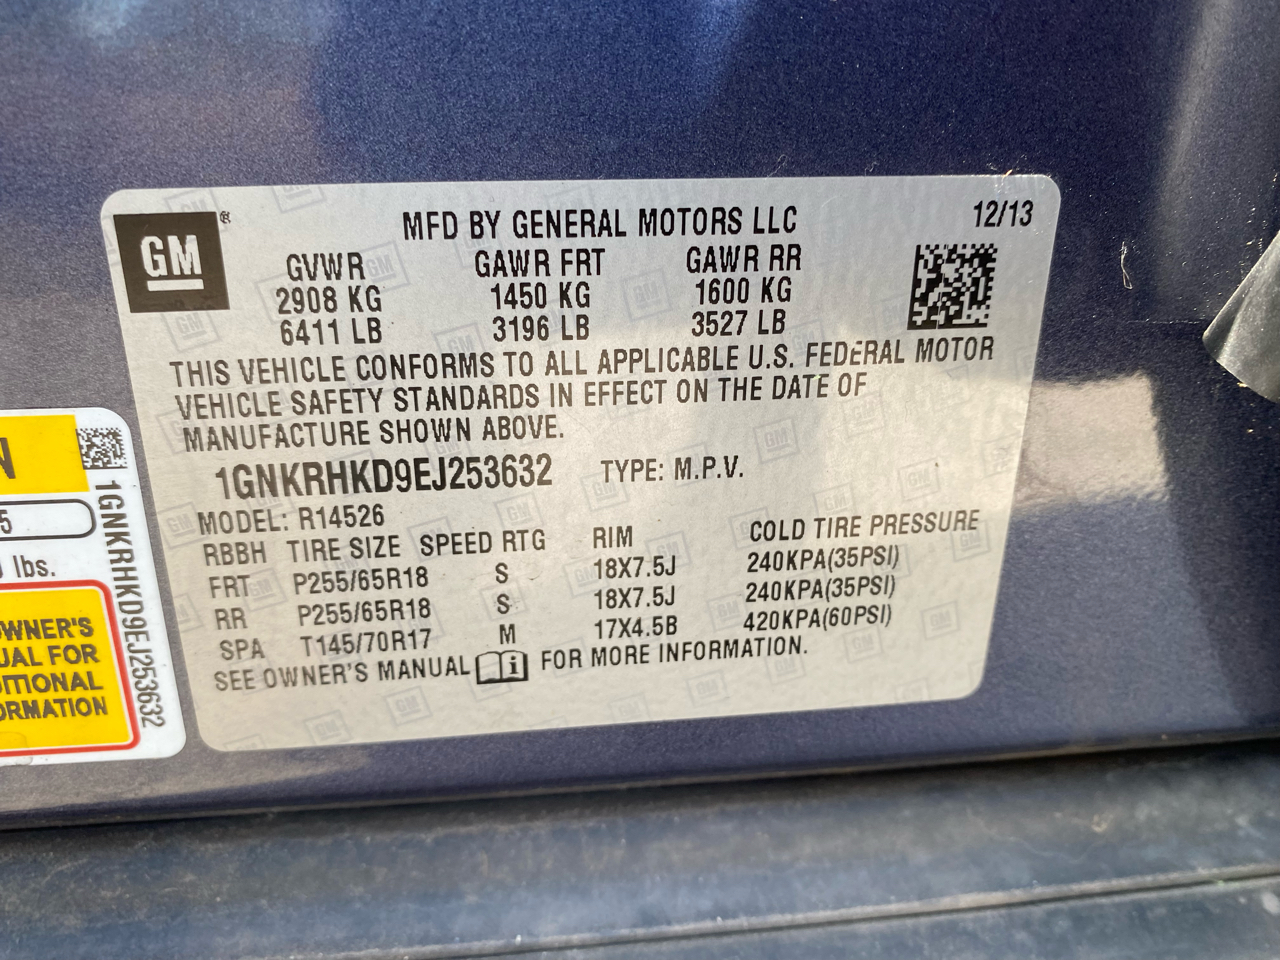 GM®
MFD BY GENERAL MOTORS LLC
12/13
GVWR GAWR FRT GAWR RR
2908 KG 1450 KG 1600 KG
6411 LB 3196 LB 3527 LB
THIS VEHICLE CONFORMS TO ALL APPLICABLE U.S. FEDERAL MOTOR
VEHICLE SAFETY STANDARDS IN EFFECT ON THE DATE OF
MANUFACTURE SHOWN ABOVE.
1GNKRHKD9EJ253632 TYPE: M.P.V.
MODEL: R14526
RBBH TIRE SIZE SPEED RTG RIM COLD TIRE PRESSURE
FRT P255/65R18 S 18X7.5J 240KPA(35PSI)
RR P255/65R18 S 18X7.5J 240KPA(35PSI)
SPA T145/70R17 M 17X4.5B 420KPA(60PSI)
SEE OWNER'S MANUAL i FOR MORE INFORMATION.
N
5
lbs.
OWNER'S
UAL FOR
ITIONAL
ORMATION
1GNKRHKD9EJ253632